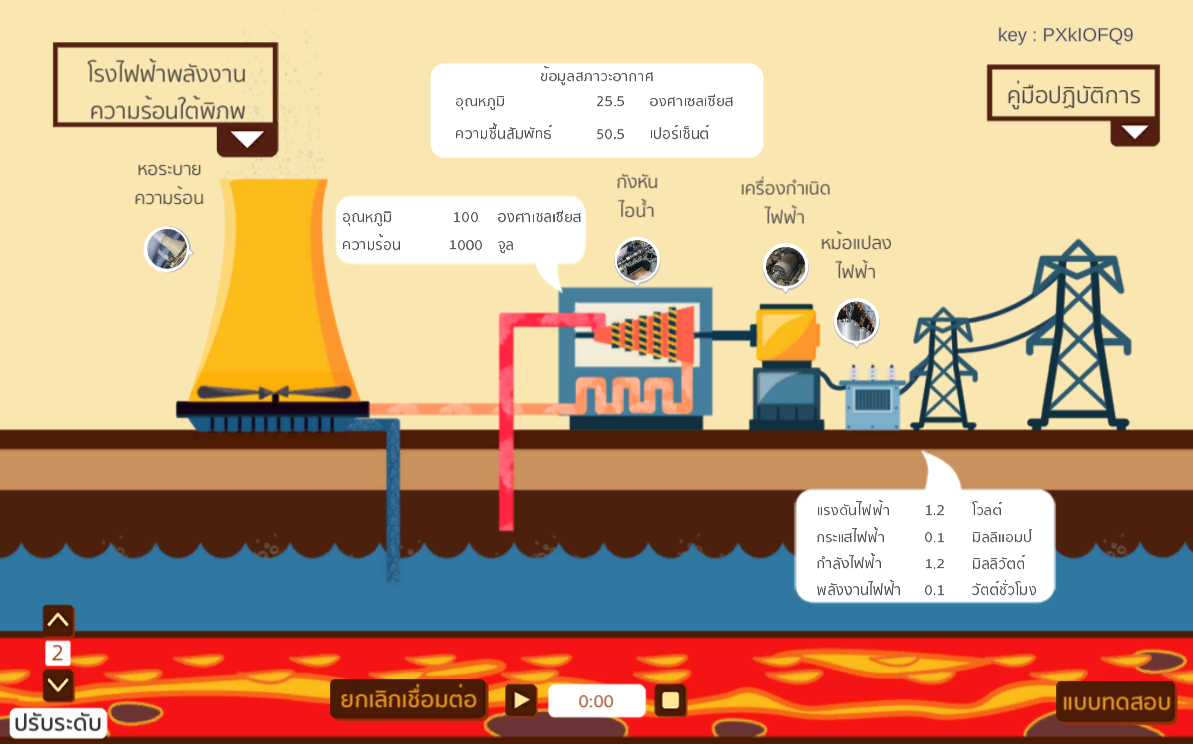 key : PXkIOFQ9
โรงไฟฟ้าพลังงาน
ความร้อนใต้พิภพ
ข้อมูลสภาวะอากาศ
อุณหภูมิ 25.5 องศาเซลเซียส
ความชื้นสัมพัทธ์ 50.5 เปอร์เซ็นต์
คู่มือปฏิบัติการ
หอระบาย
ความร้อน
อุณหภูมิ 100 องศาเซลเซียส
ความร้อน 1000 จูล
กังหัน
ไอน้ำ
เครื่องกำเนิด
ไฟฟ้า
หม้อแปลง
ไฟฟ้า
แรงดันไฟฟ้า 1.2 โวลต์
กระแสไฟฟ้า 0.1 มิลลิแอมป์
กำลังไฟฟ้า 1.2 มิลลิวัตต์
พลังงานไฟฟ้า 0.1 วัตต์ชั่วโมง
2
ปรับระดับ
ยกเลิกเชื่อมต่อ
0:00
แบบทดสอบ